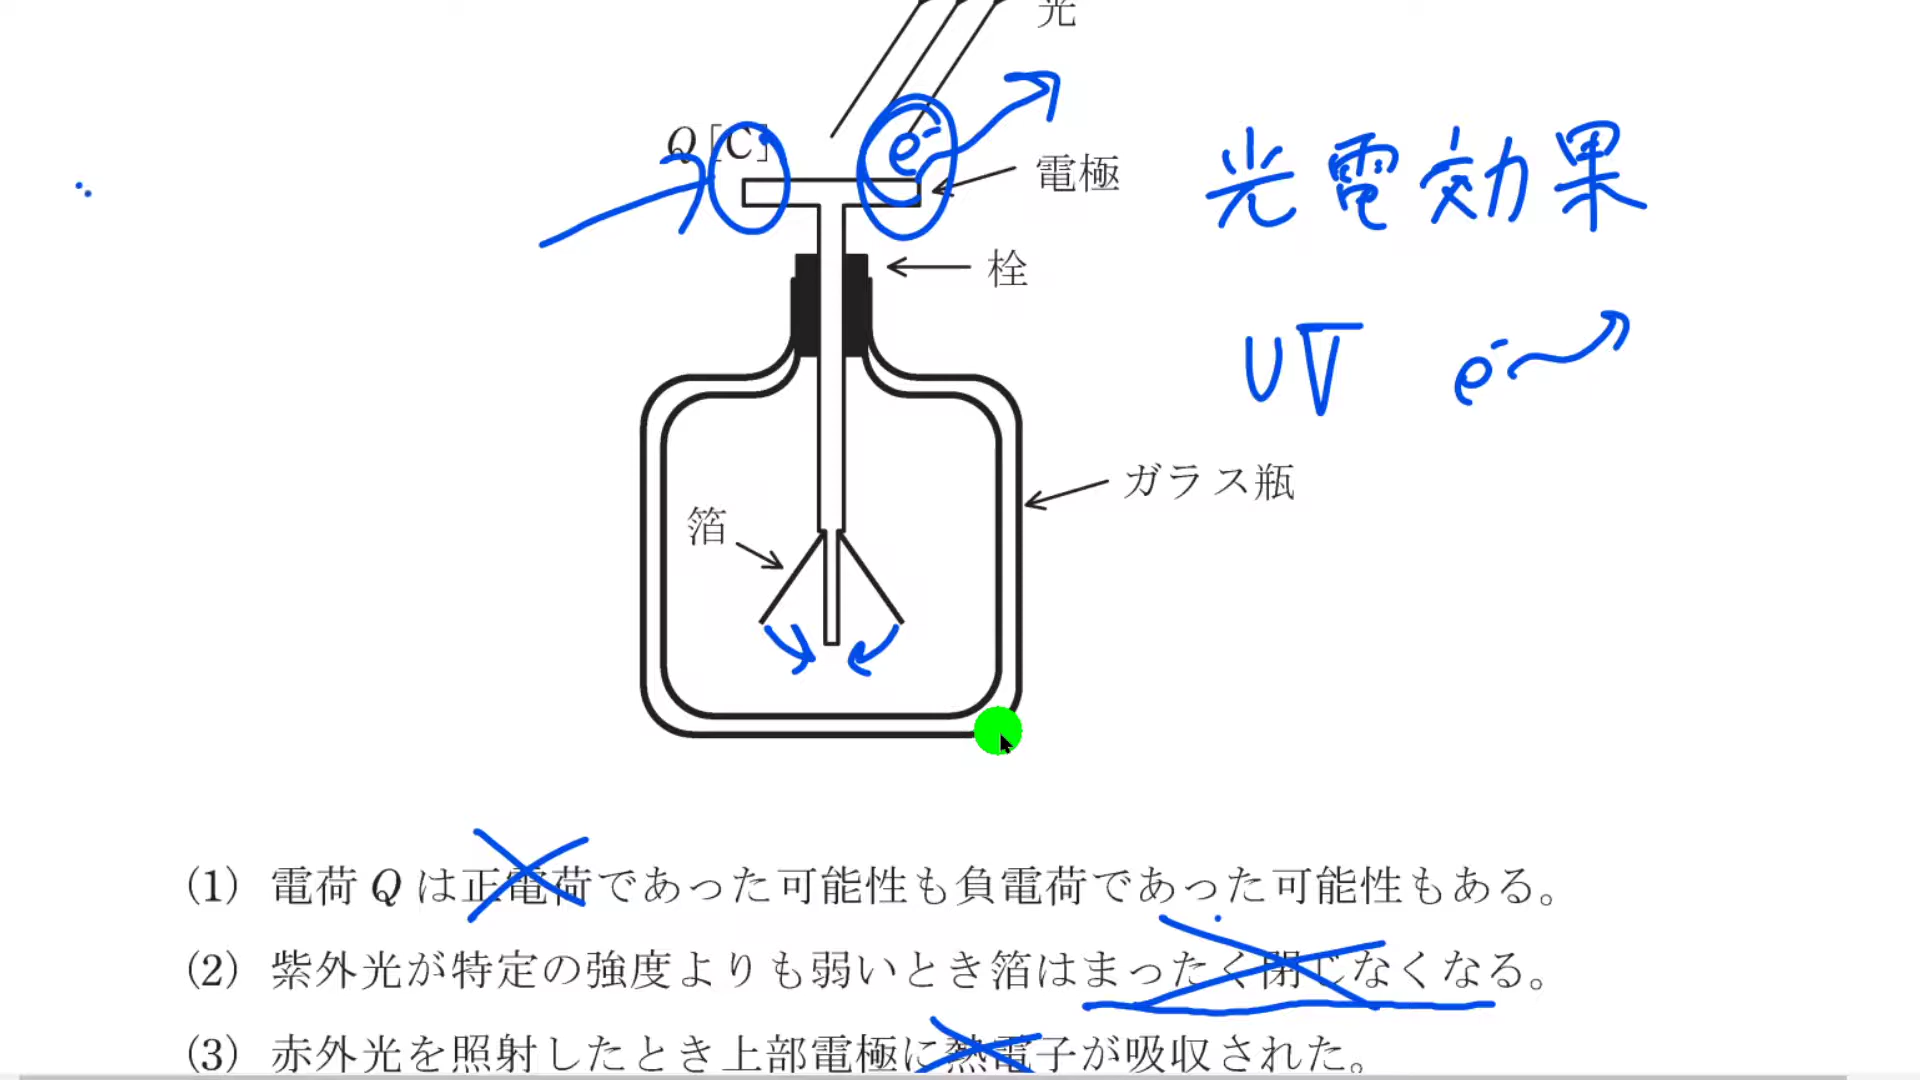 光
Q [C]
e⁻
電極
光電効果
栓
UV e⁻
ガラス瓶
箔
(1) 電荷 Q は正電荷であった可能性も負電荷であった可能性もある。
(2) 紫外光が特定の強度よりも弱いとき箔はまったく閉じなくなる。
(3) 赤外光を照射したとき上部電極に熱電子が吸収された。